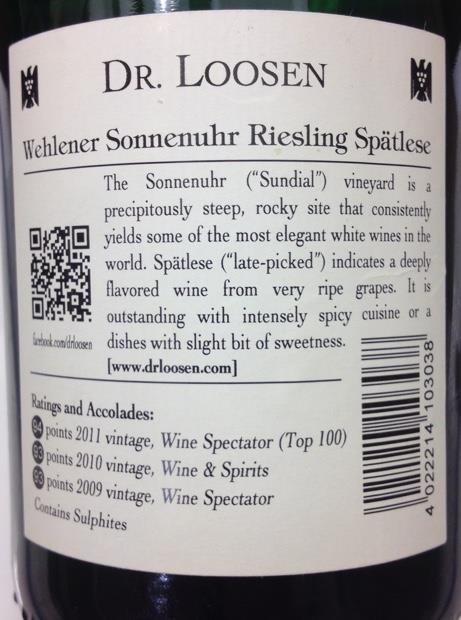 DR. LOOSEN
Wehlener Sonnenuhr Riesling Spätlese
The Sonnenuhr (“Sundial”) vineyard is a
precipitously steep, rocky site that consistently
yields some of the most elegant white wines in the
world. Spätlese (“late-picked”) indicates a deeply
flavored wine from very ripe grapes. It is
outstanding with intensely spicy cuisine or a
dishes with slight bit of sweetness.
[www.drloosen.com]
facebook.com/drloosen
Ratings and Accolades:
94 points 2011 vintage, Wine Spectator (Top 100)
93 points 2010 vintage, Wine & Spirits
93 points 2009 vintage, Wine Spectator
Contains Sulphites
4 022214 103038